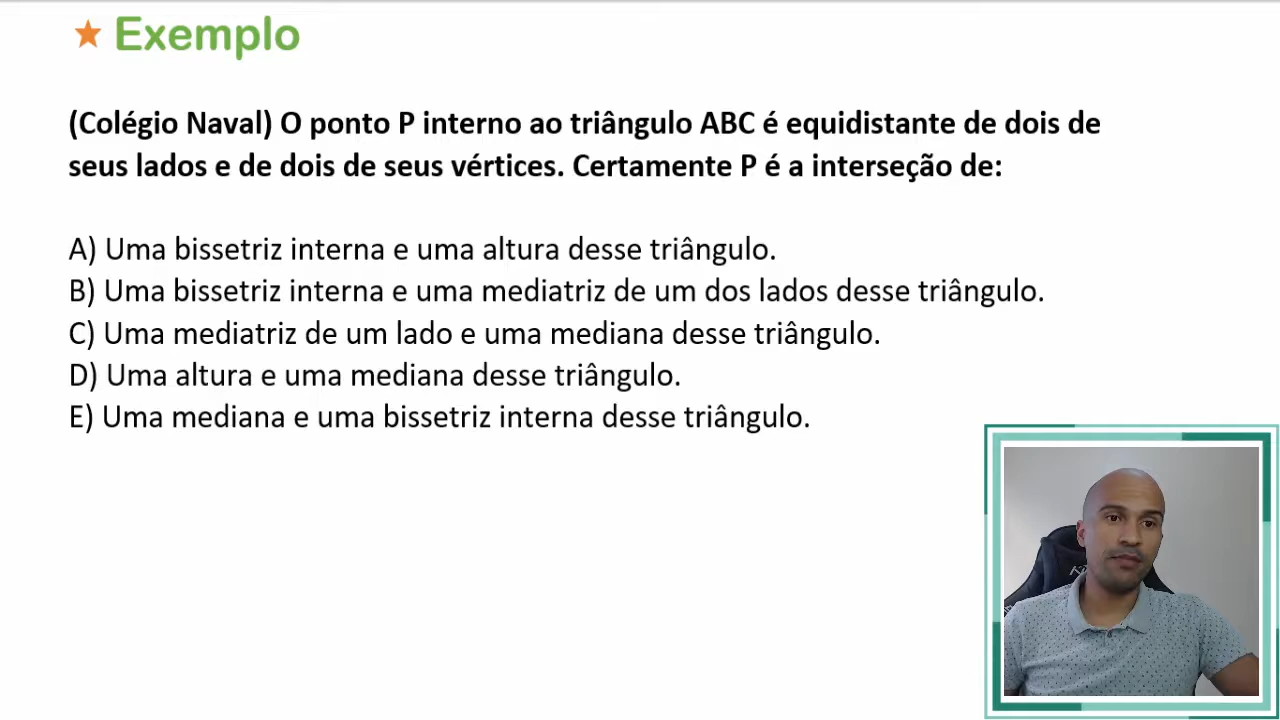 Exemplo
(Colégio Naval) O ponto P interno ao triângulo ABC é equidistante de dois de
seus lados e de dois de seus vértices. Certamente P é a interseção de:
A) Uma bissetriz interna e uma altura desse triângulo.
B) Uma bissetriz interna e uma mediatriz de um dos lados desse triângulo.
C) Uma mediatriz de um lado e uma mediana desse triângulo.
D) Uma altura e uma mediana desse triângulo.
E) Uma mediana e uma bissetriz interna desse triângulo.